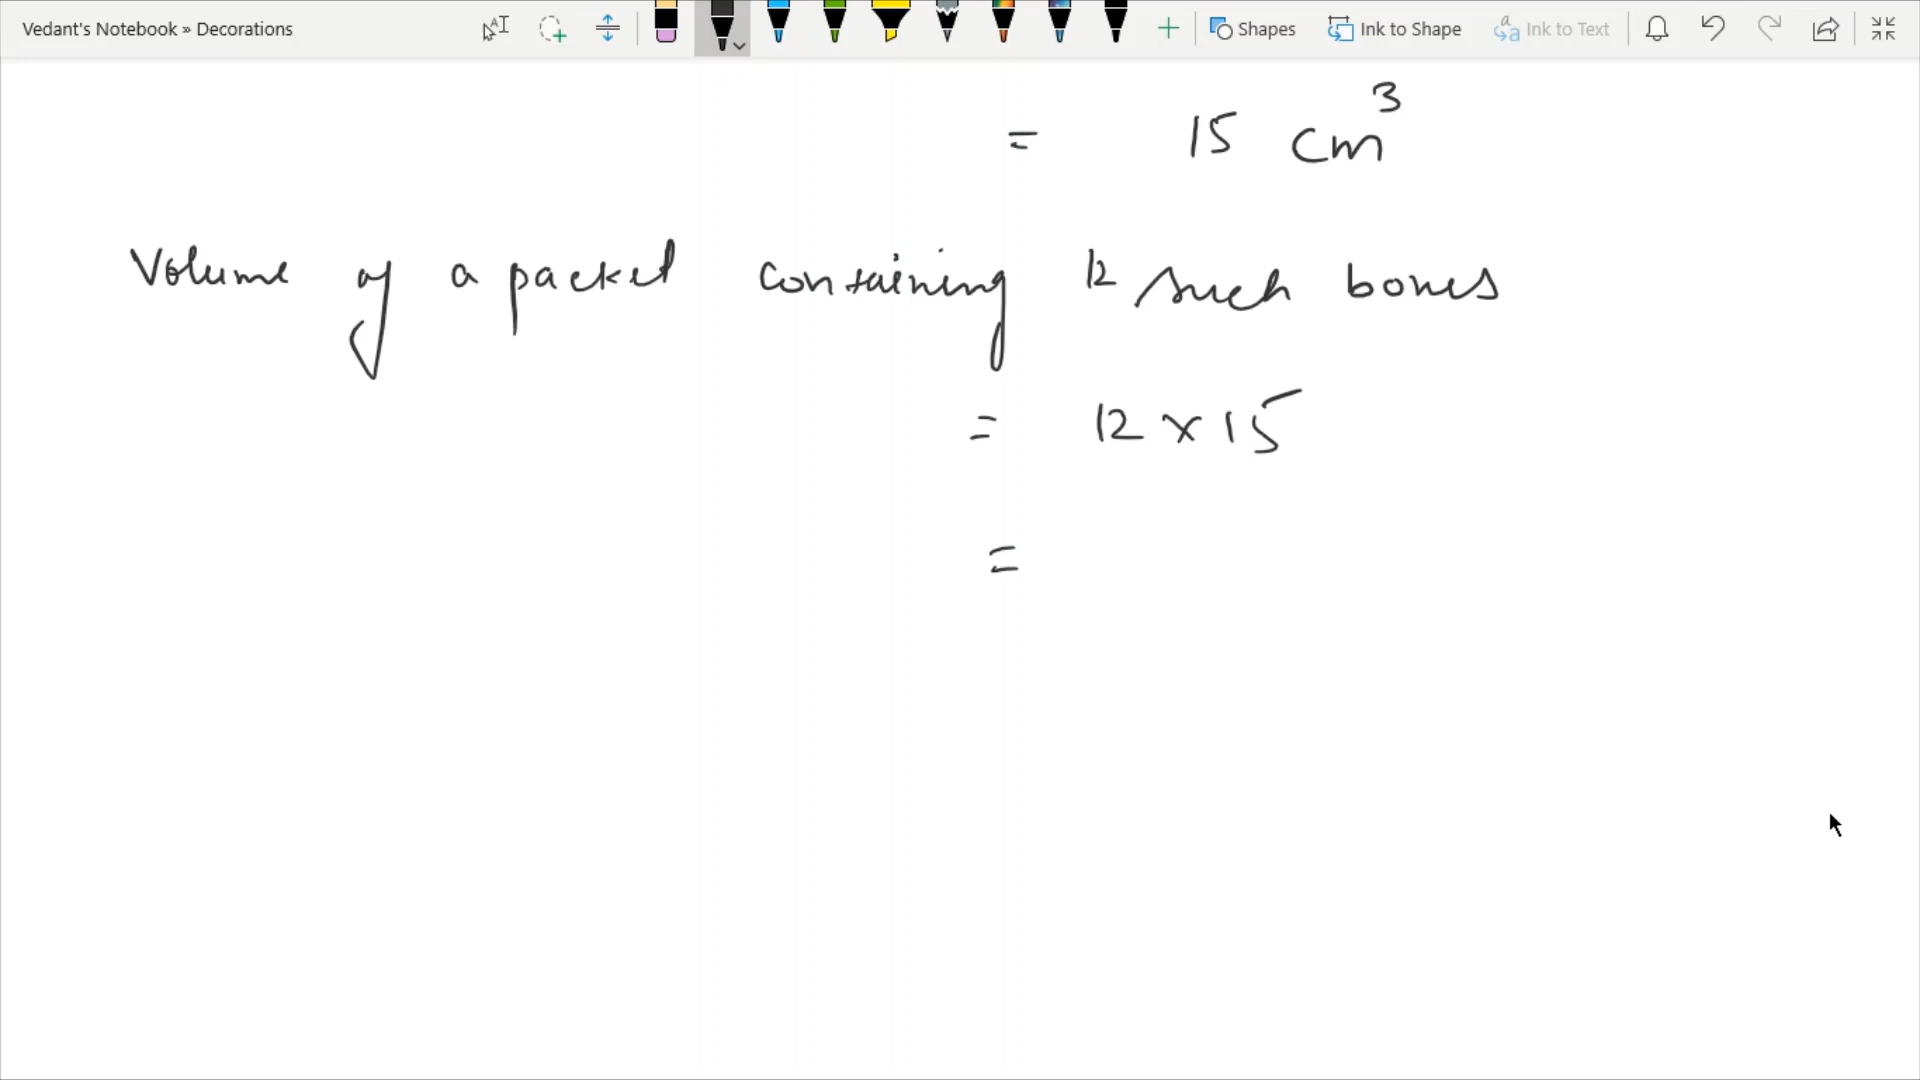 Vedant's Notebook » Decorations Shapes Ink to Shape Ink to Text
= 15 cm³
Volume of a packet containing 12 such boxes
= 12 × 15
=